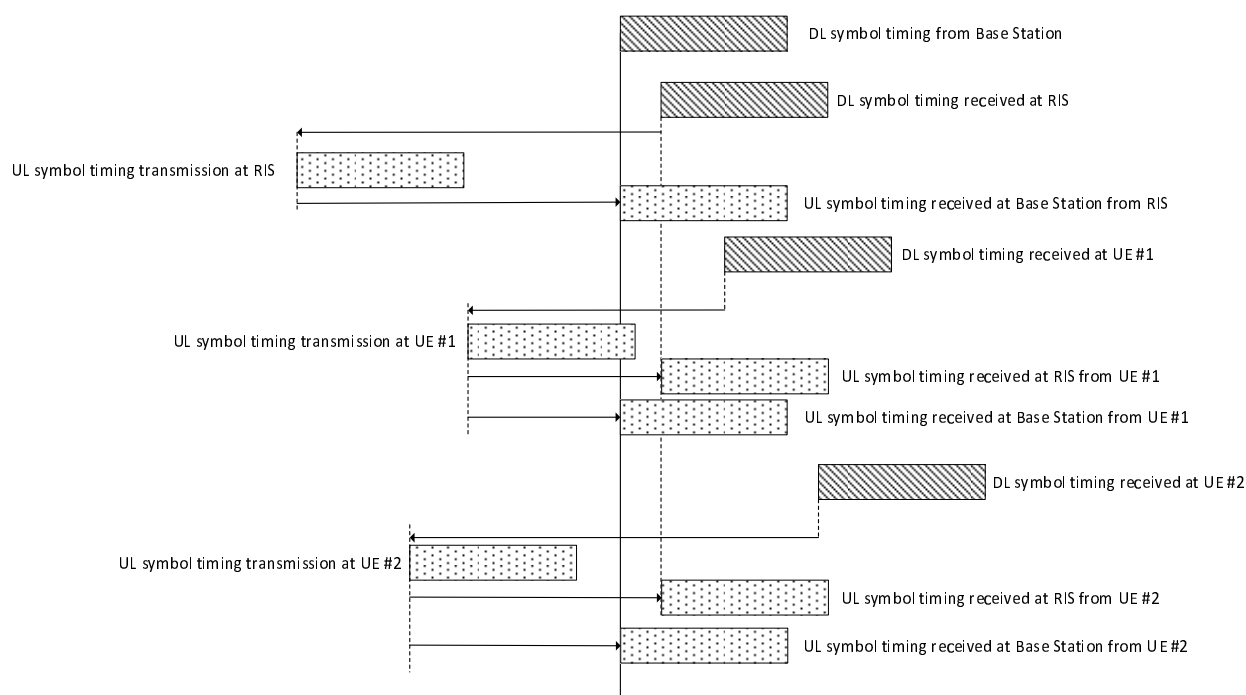 DL symbol timing from Base Station
DL symbol timing received at RIS
UL symbol timing transmission at RIS
UL symbol timing received at Base Station from RIS
DL symbol timing received at UE #1
UL symbol timing transmission at UE #1
UL symbol timing received at RIS from UE #1
UL symbol timing received at Base Station from UE #1
DL symbol timing received at UE #2
UL symbol timing transmission at UE #2
UL symbol timing received at RIS from UE #2
UL symbol timing received at Base Station from UE #2